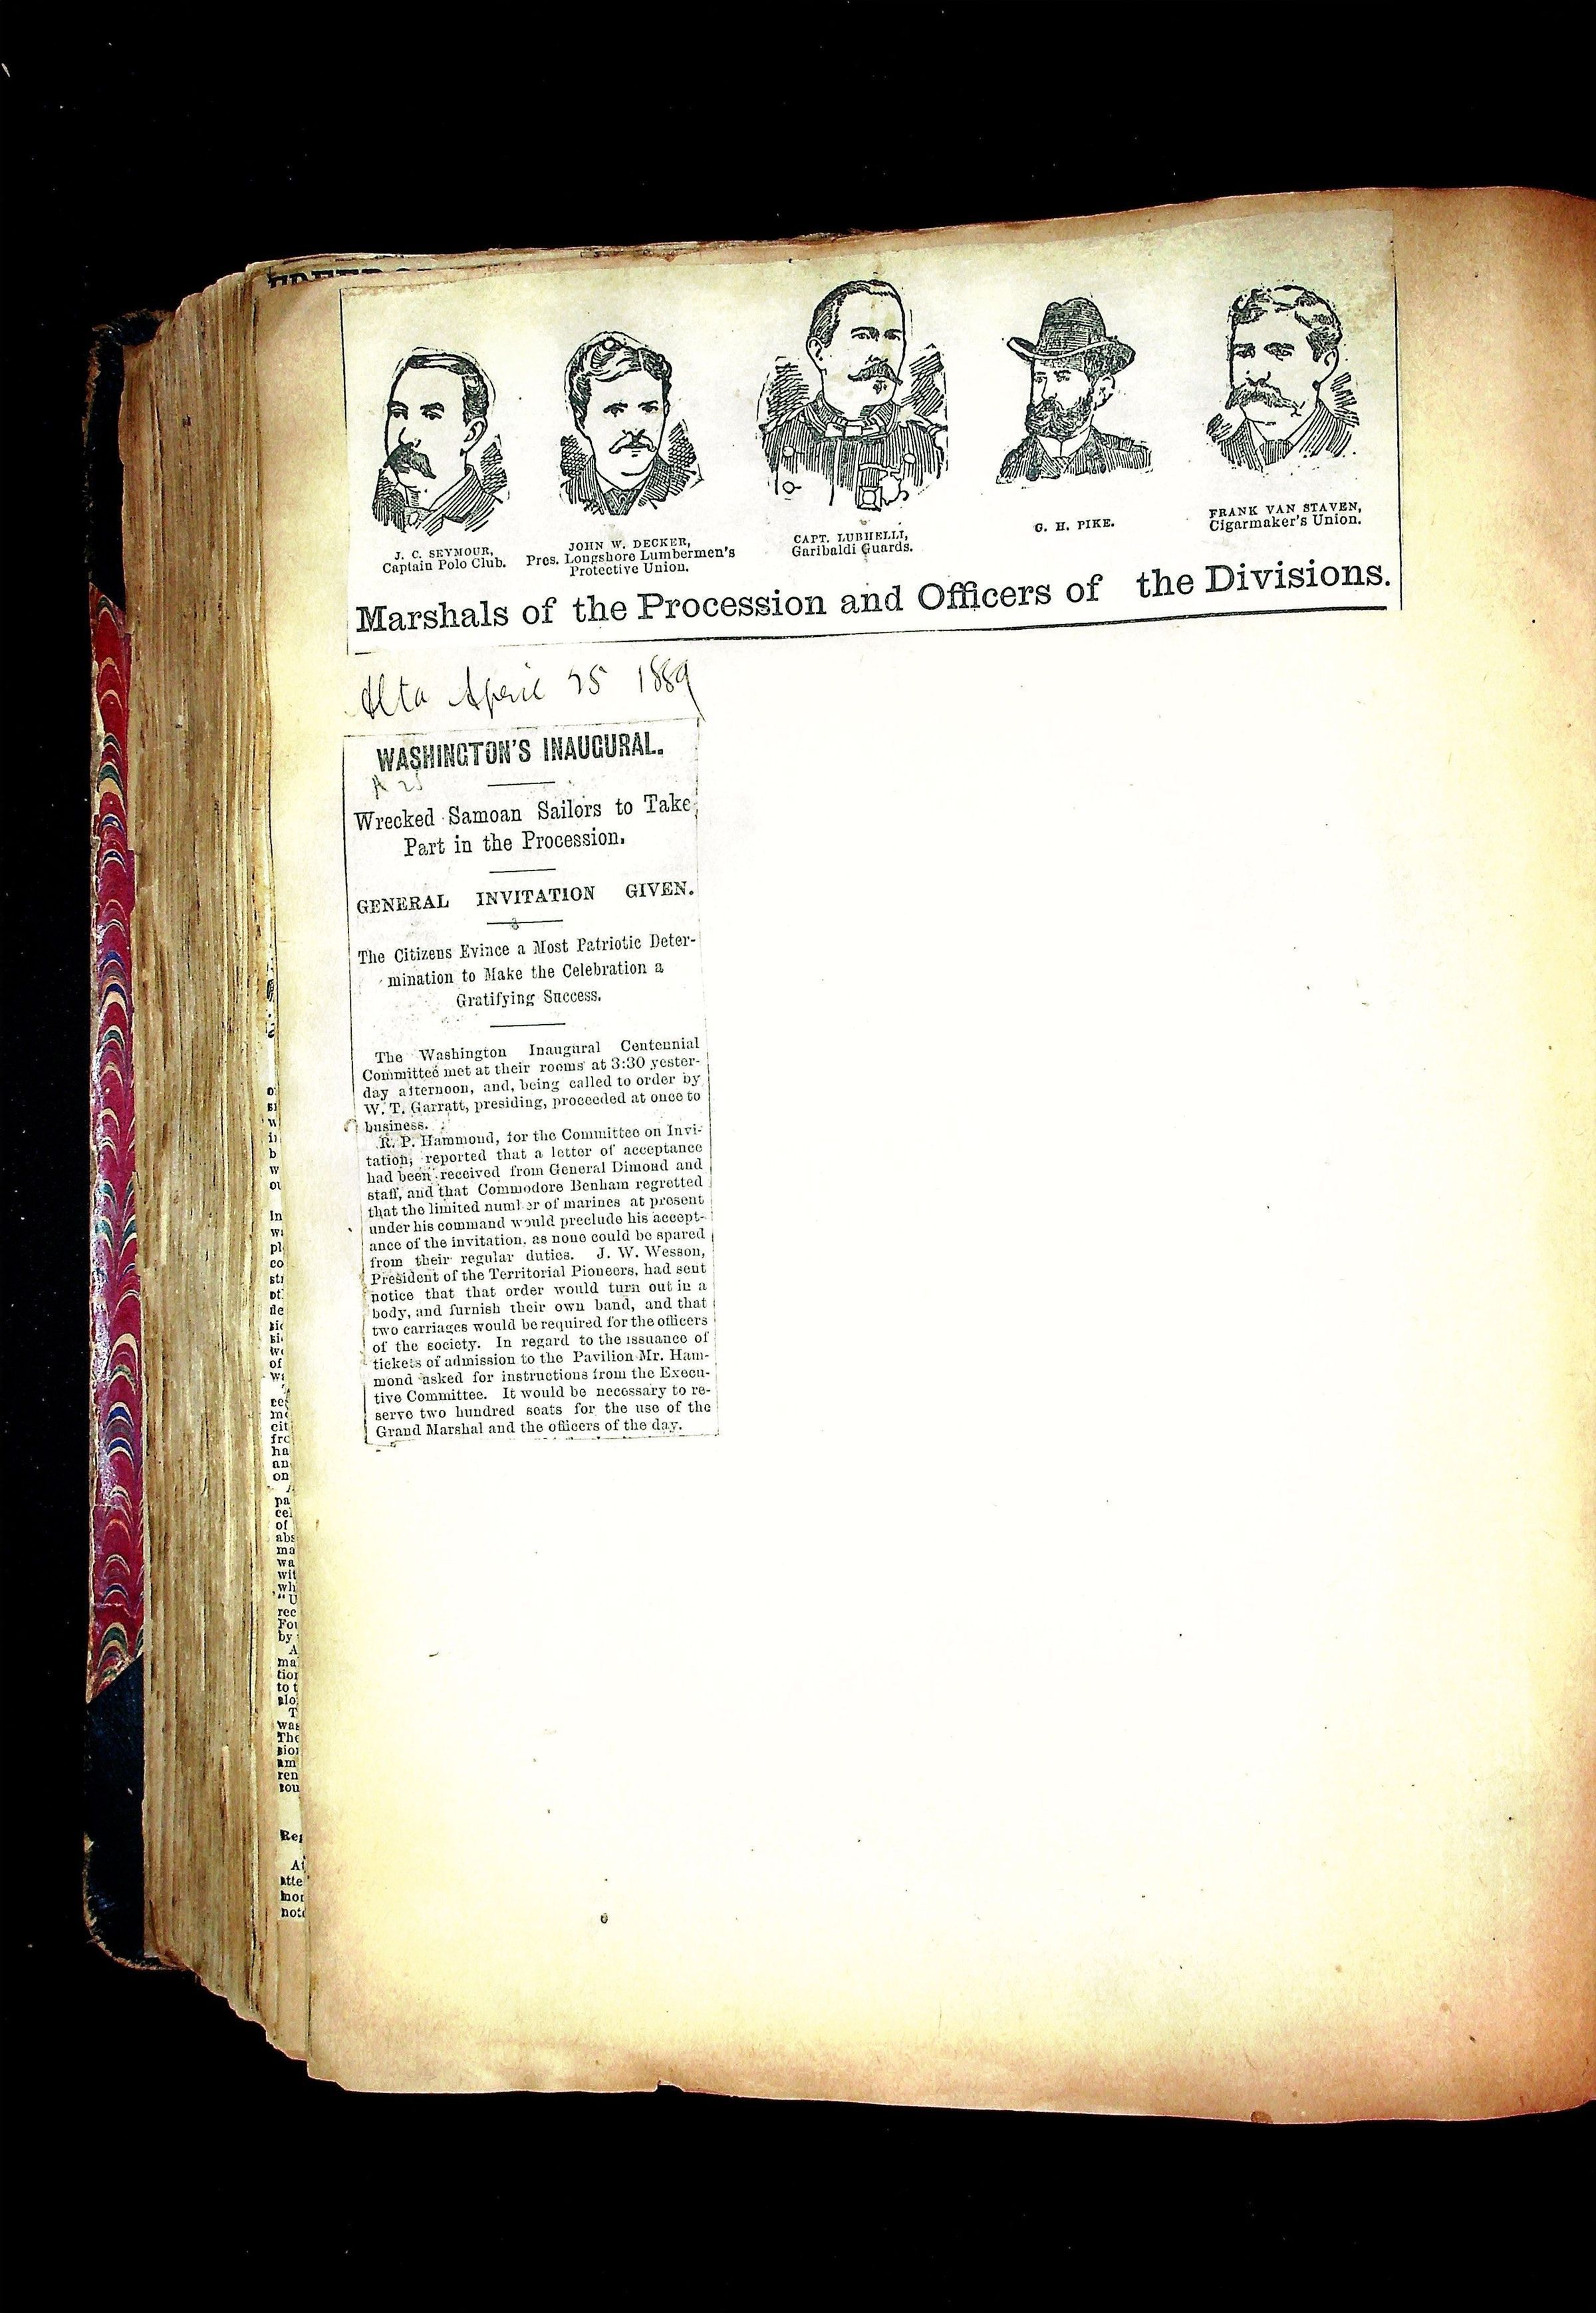 J. C. SEYMOUR,
Captain Polo Club.
JOHN W. DECKER,
Pres. Longshore Lumbermen's
Protective Union.
CAPT. LUBHELLI,
Garibaldi Guards.
G. H. PIKE.
FRANK VAN STAVEN,
Cigarmaker's Union.
Marshals of the Procession and Officers of the Divisions.
Alta April 25 1889
WASHINGTON'S INAUGURAL.
A 25
Wrecked Samoan Sailors to Take
Part in the Procession.
GENERAL INVITATION GIVEN.
The Citizens Evince a Most Patriotic Deter-
mination to Make the Celebration a
Gratifying Success.
The Washington Inaugural Centennial
Committee met at their rooms at 3:30 yester-
day afternoon, and, being called to order by
W. T. Garratt, presiding, proceeded at once to
business.
R. P. Hammond, for the Committee on Invi-
tation, reported that a letter of acceptance
had been received from General Dimond and
staff, and that Commodore Benham regretted
that the limited number of marines at present
under his command would preclude his accept-
ance of the invitation, as none could be spared
from their regular duties. J. W. Wesson,
President of the Territorial Pioneers, had sent
notice that that order would turn out in a
body, and furnish their own band, and that
two carriages would be required for the officers
of the society. In regard to the issuance of
tickets of admission to the Pavilion Mr. Ham-
mond asked for instructions from the Execu-
tive Committee. It would be necessary to re-
serve two hundred seats for the use of the
Grand Marshal and the officers of the day.